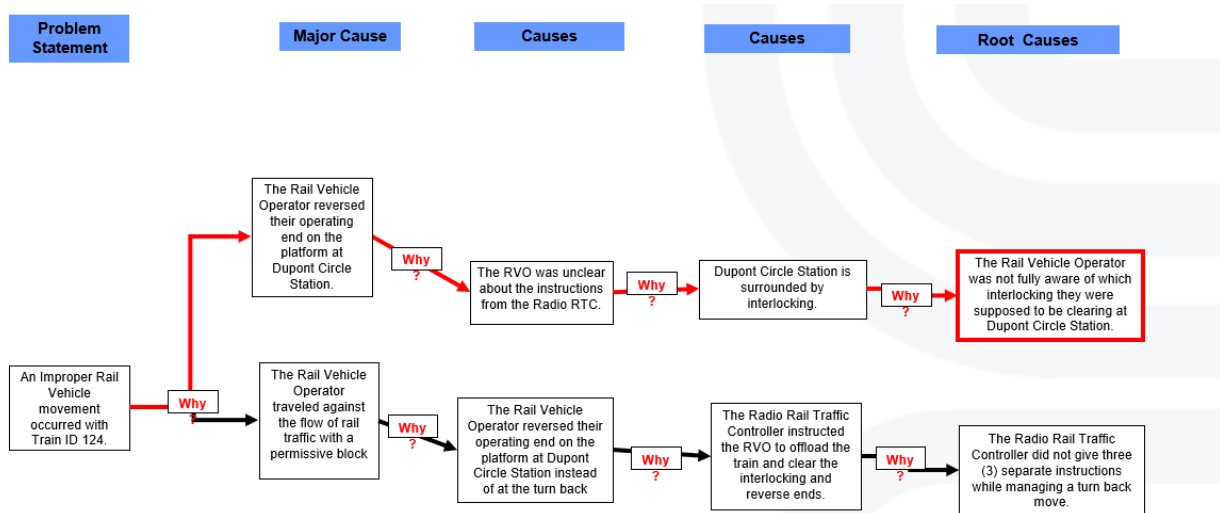 Problem
Statement
Major Cause
Causes
Causes
Root Causes
The Rail Vehicle
Operator reversed
their operating
end on the
platform at
Dupont Circle
Station.
Why
?
The RVO was unclear
about the instructions
from the Radio RTC.
Why
?
Dupont Circle Station is
surrounded by
interlocking.
Why
?
The Rail Vehicle Operator
was not fully aware of which
interlocking they were
supposed to be clearing at
Dupont Circle Station.
An Improper Rail
Vehicle
movement
occurred with
Train ID 124.
Why
?
The Rail Vehicle
Operator
traveled against
the flow of rail
traffic with a
permissive block
Why
?
The Rail Vehicle
Operator reversed their
operating end on the
platform at Dupont
Circle Station instead
of at the turn back
Why
?
The Radio Rail Traffic
Controller instructed
the RVO to offload the
train and clear the
interlocking and
reverse ends.
Why
?
The Radio Rail Traffic
Controller did not give three
(3) separate instructions
while managing a turn back
move.